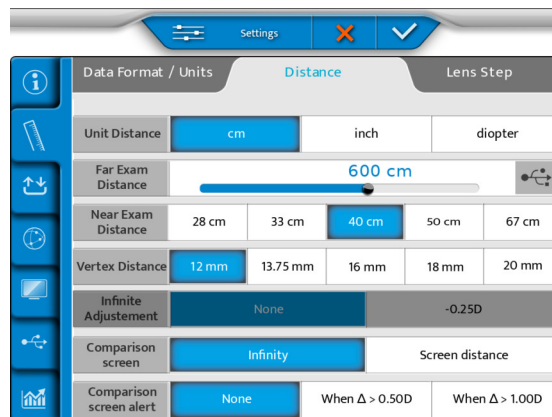 Settings
Data Format / Units Distance Lens Step
Unit Distance cm inch diopter
600 cm
Far Exam
Distance
Near Exam
Distance
28 cm 33 cm 40 cm 50 cm 67 cm
Vertex Distance 12 mm 13.75 mm 16 mm 18 mm 20 mm
Infinite
Adjustement
None -0.25D
Comparison
screen
Infinity Screen distance
Comparison
screen alert
None When Δ > 0.50D When Δ > 1.00D